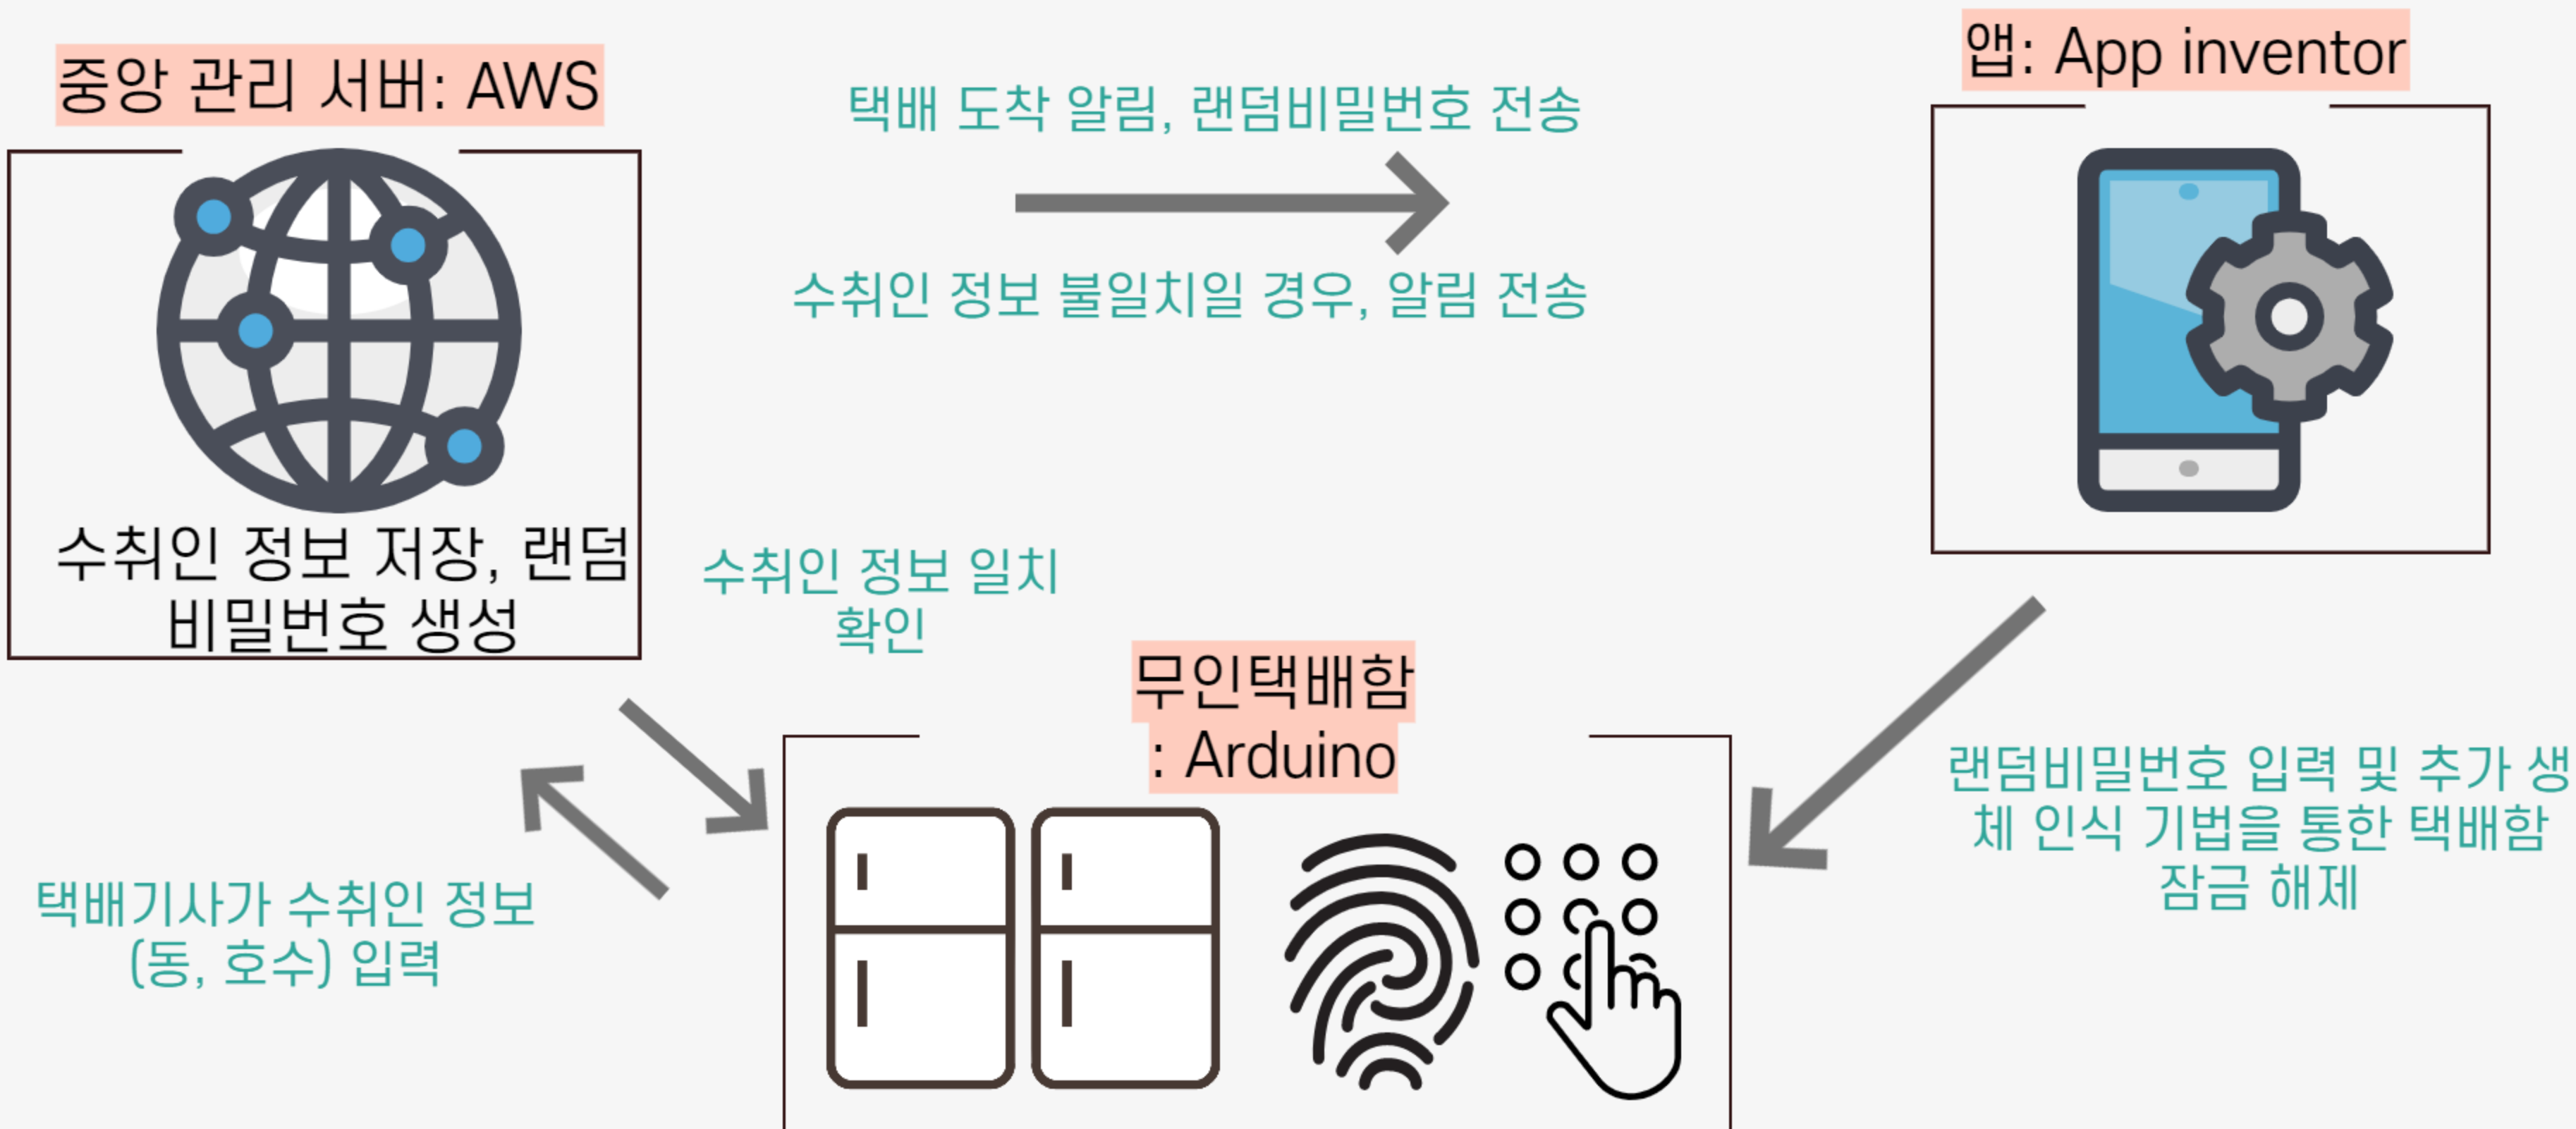 중앙 관리 서버: AWS
앱: App inventor
택배 도착 알림, 랜덤비밀번호 전송
수취인 정보 불일치일 경우, 알림 전송
수취인 정보 저장, 랜덤
비밀번호 생성
수취인 정보 일치
확인
무인택배함
: Arduino
랜덤비밀번호 입력 및 추가 생
체 인식 기법을 통한 택배함
잠금 해제
택배기사가 수취인 정보
(동, 호수) 입력